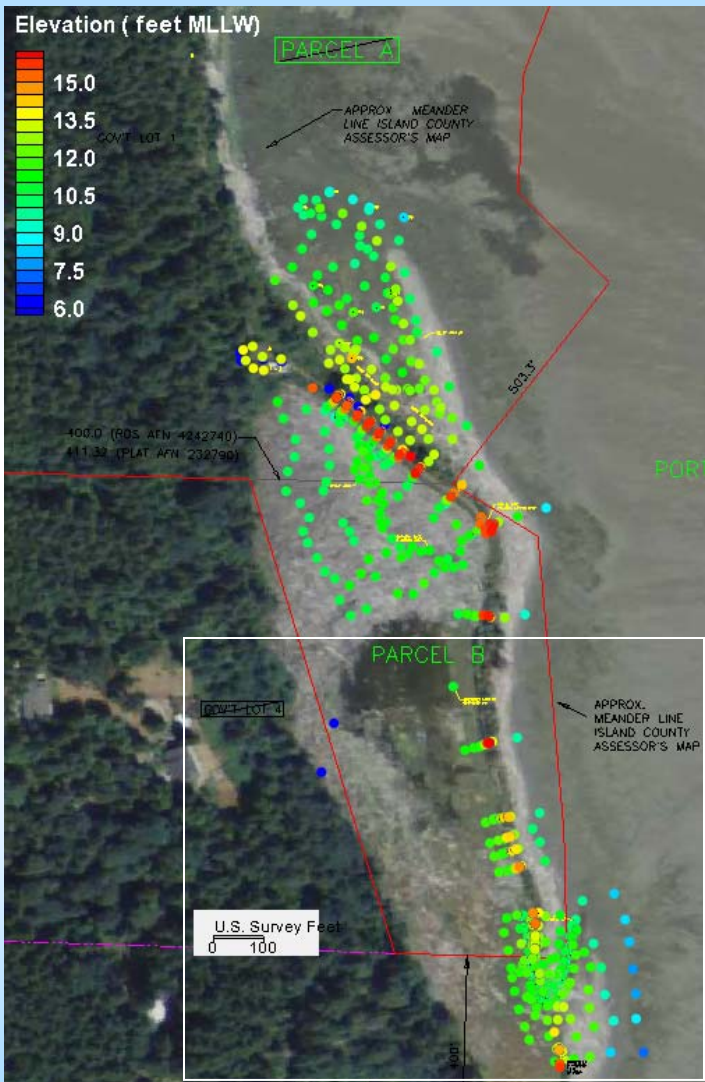 Elevation ( feet MLLW)
15.0
13.5
12.0
10.5
9.0
7.5
6.0
PARCEL A
APPROX. MEANDER
LINE ISLAND COUNTY
ASSESSOR'S MAP
GOV'T LOT 1
503.3'
400.0 (ROS AFN 4242740)
411.32 (PLAT AFN 232790)
PORT
PARCEL B
GOV'T LOT 4
APPROX.
MEANDER LINE
ISLAND COUNTY
ASSESSOR'S MAP
U.S. Survey Feet
0 100
400'